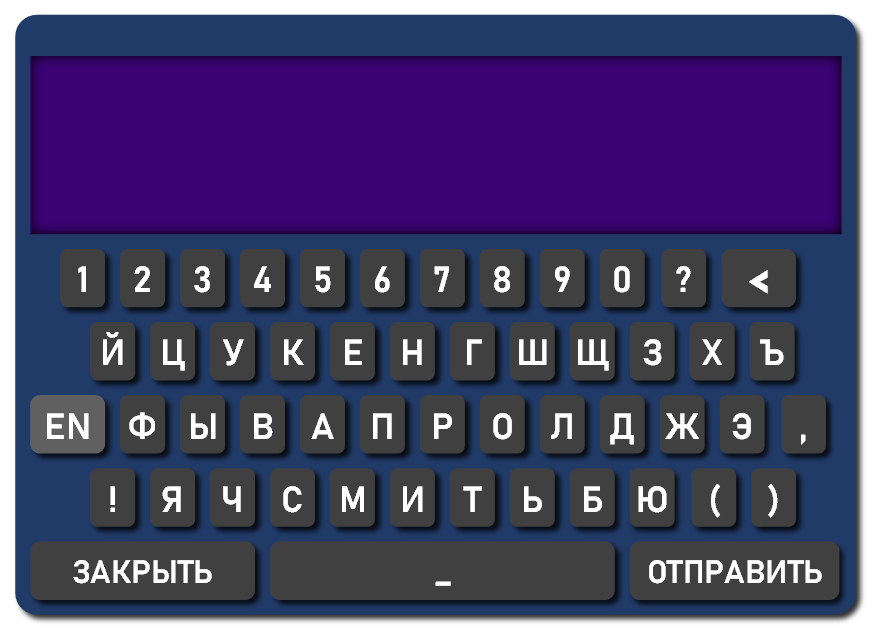 1 2 3 4 5 6 7 8 9 0 ? <
Й Ц У К Е Н Г Ш Щ З Х Ъ
EN Ф Ы В А П Р О Л Д Ж Э ,
! Я Ч С М И Т Ь Б Ю ( )
ЗАКРЫТЬ _ ОТПРАВИТЬ